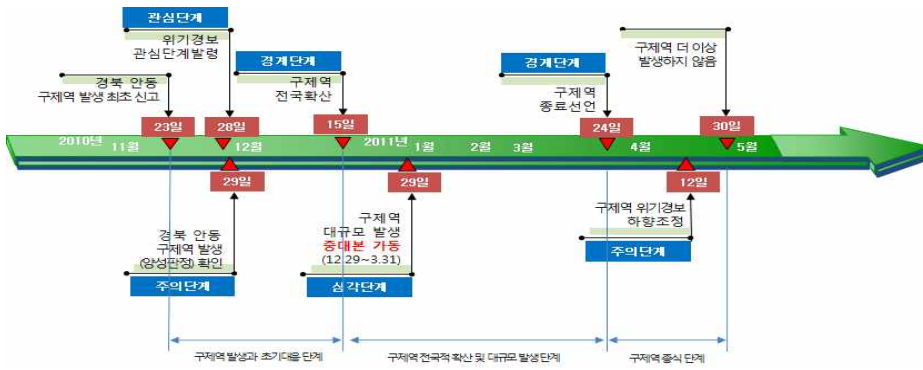 관심단계
위기경보
관심단계발령
경북 안동
구제역 발생 최초 신고
경계단계
구제역
전국확산
경계단계
구제역
종료선언
구제역 더 이상
발생하지 않음
23일
28일
15일
24일
30일
2010년
11월
12월
2011년
1월
2월
3월
4월
5월
29일
29일
12일
경북 안동
구제역 발생
(양성판정) 확인
주의단계
구제역
대규모 발생
중대본 가동
(12.29~3.31)
심각단계
구제역 위기경보
하향조정
주의단계
구제역 발생과 초기대응 단계
구제역 전국적 확산 및 대규모 발생 단계
구제역 종식 단계